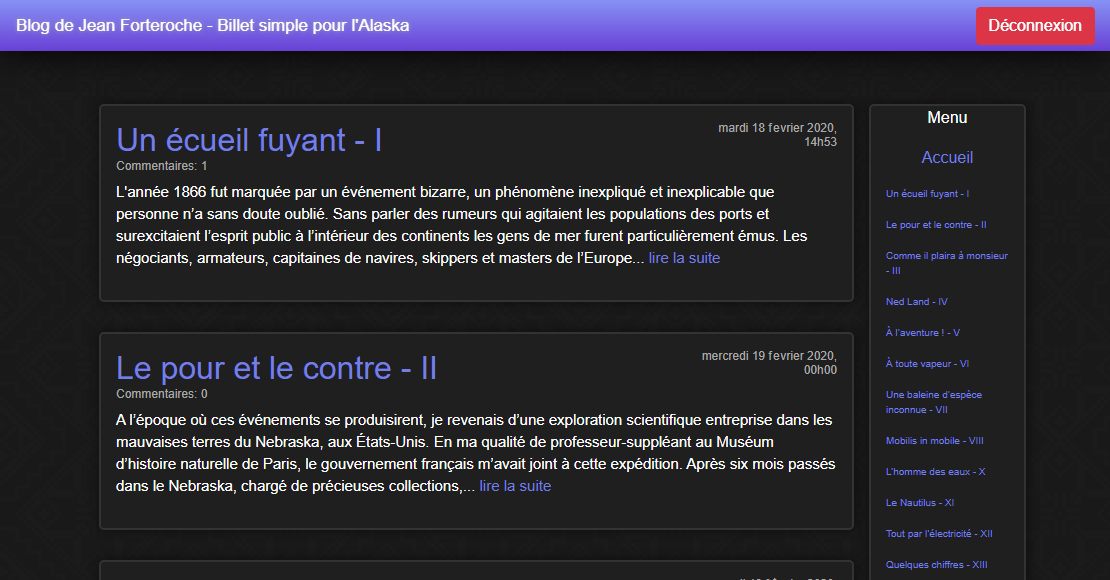 Blog de Jean Forteroche - Billet simple pour l'Alaska
Déconnexion
Un écueil fuyant - I
mardi 18 fevrier 2020,
14h53
Commentaires: 1
L'année 1866 fut marquée par un événement bizarre, un phénomène inexpliqué et inexplicable que
personne n’a sans doute oublié. Sans parler des rumeurs qui agitaient les populations des ports et
surexcitaient l’esprit public à l’intérieur des continents les gens de mer furent particulièrement émus. Les
négociants, armateurs, capitaines de navires, skippers et masters de l’Europe... lire la suite
Le pour et le contre - II
mercredi 19 fevrier 2020,
00h00
Commentaires: 0
A l’époque où ces événements se produisirent, je revenais d’une exploration scientifique entreprise dans les
mauvaises terres du Nebraska, aux États-Unis. En ma qualité de professeur-suppléant au Muséum
d’histoire naturelle de Paris, le gouvernement français m’avait joint à cette expédition. Après six mois passés
dans le Nebraska, chargé de précieuses collections,... lire la suite
Menu
Accueil
Un écueil fuyant - I
Le pour et le contre - II
Comme il plaira à monsieur
- III
Ned Land - IV
À l'aventure ! - V
À toute vapeur - VI
Une baleine d'espèce
inconnue - VII
Mobilis in mobile - VIII
L'homme des eaux - X
Le Nautilus - XI
Tout par l'électricité - XII
Quelques chiffres - XIII